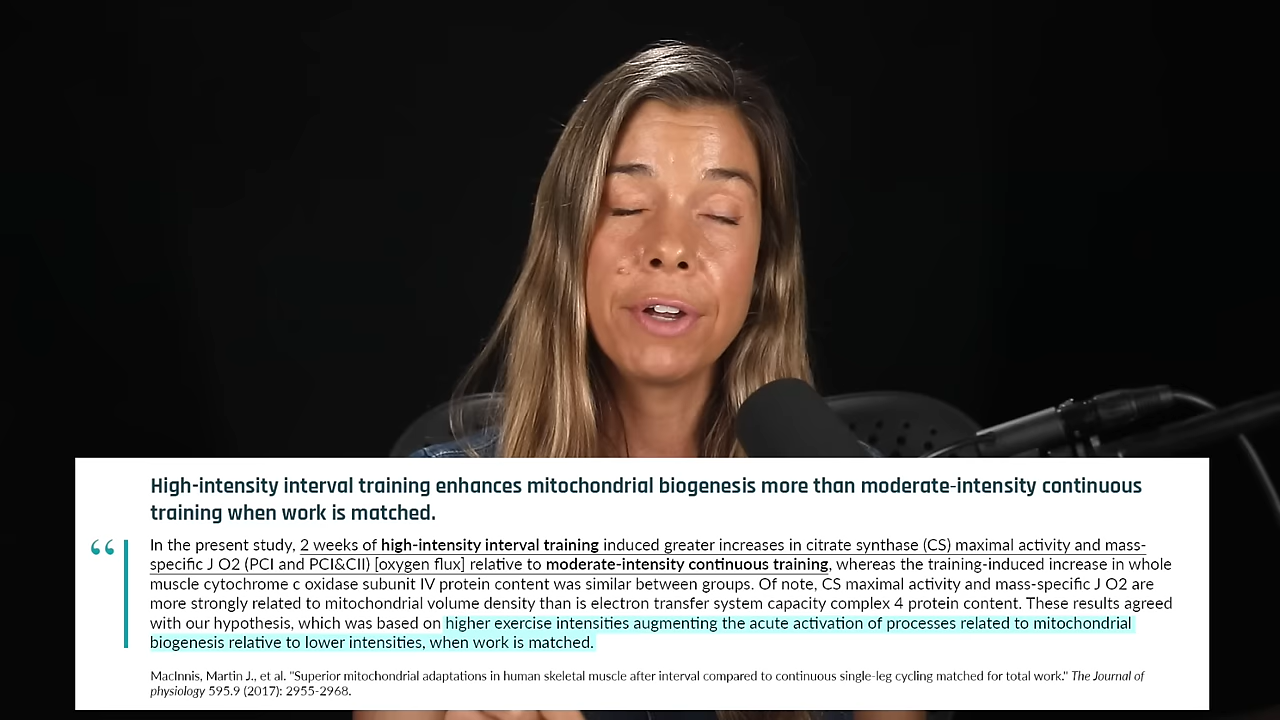 High-intensity interval training enhances mitochondrial biogenesis more than moderate-intensity continuous
training when work is matched.
“ In the present study, 2 weeks of high-intensity interval training induced greater increases in citrate synthase (CS) maximal activity and mass-
specific J O2 (PCI and PCI&CII) [oxygen flux] relative to moderate-intensity continuous training, whereas the training-induced increase in whole
muscle cytochrome c oxidase subunit IV protein content was similar between groups. Of note, CS maximal activity and mass-specific J O2 are
more strongly related to mitochondrial volume density than is electron transfer system capacity complex 4 protein content. These results agreed
with our hypothesis, which was based on higher exercise intensities augmenting the acute activation of processes related to mitochondrial
biogenesis relative to lower intensities, when work is matched.
MacInnis, Martin J., et al. "Superior mitochondrial adaptations in human skeletal muscle after interval compared to continuous single-leg cycling matched for total work." The Journal of
physiology 595.9 (2017): 2955-2968.